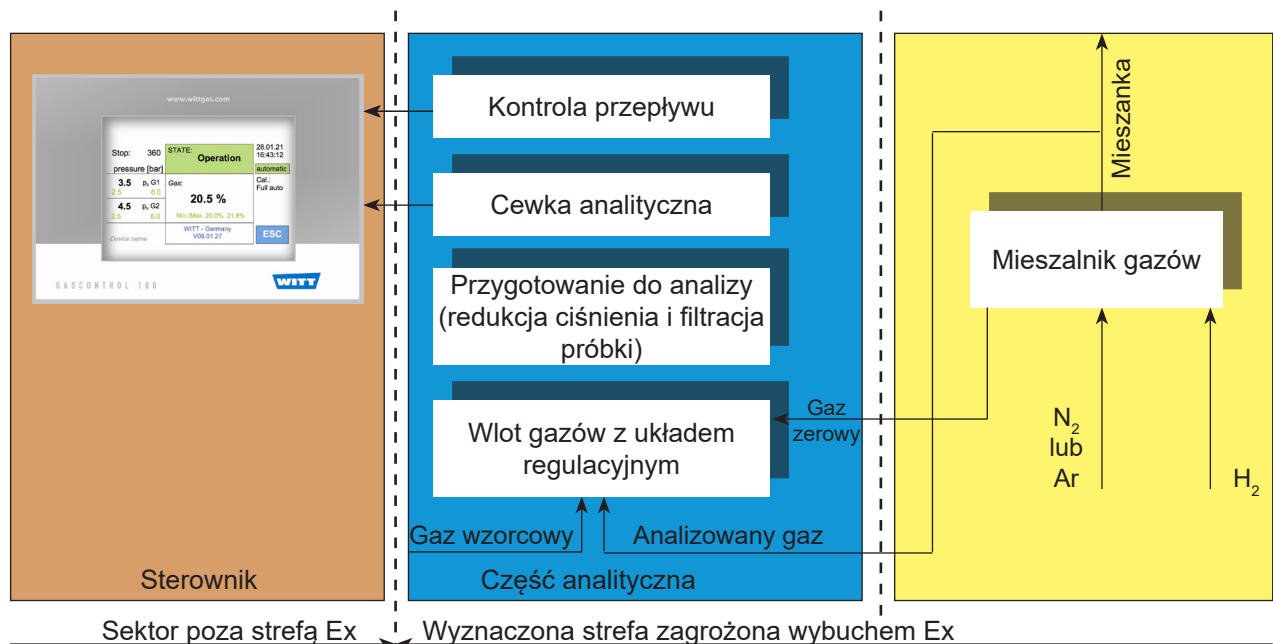 www.wittgas.com
Stop: 360
STATE:
Operation
28.01.21
16:43:12
pressure [bar]
automatic
3.5 pᵥ G1
2.5 6.0
Gas:
Cal.:
Full auto
20.5 %
4.5 pᵥ G2
2.5 6.0
Min./Max. 20.0% 21.6%
Device name
WITT - Germany
V09.01.27
ESC
GASCONTROL 100
WITT
Sterownik
Kontrola przepływu
Cewka analityczna
Przygotowanie do analizy
(redukcja ciśnienia i filtracja
próbki)
Wlot gazów z układem
regulacyjnym
Gaz
zerowy
Gaz wzorcowy
Analizowany gaz
Część analityczna
Mieszanka
Mieszalnik gazów
N₂
lub
Ar
H₂
Sektor poza strefą Ex
Wyznaczona strefa zagrożona wybuchem Ex